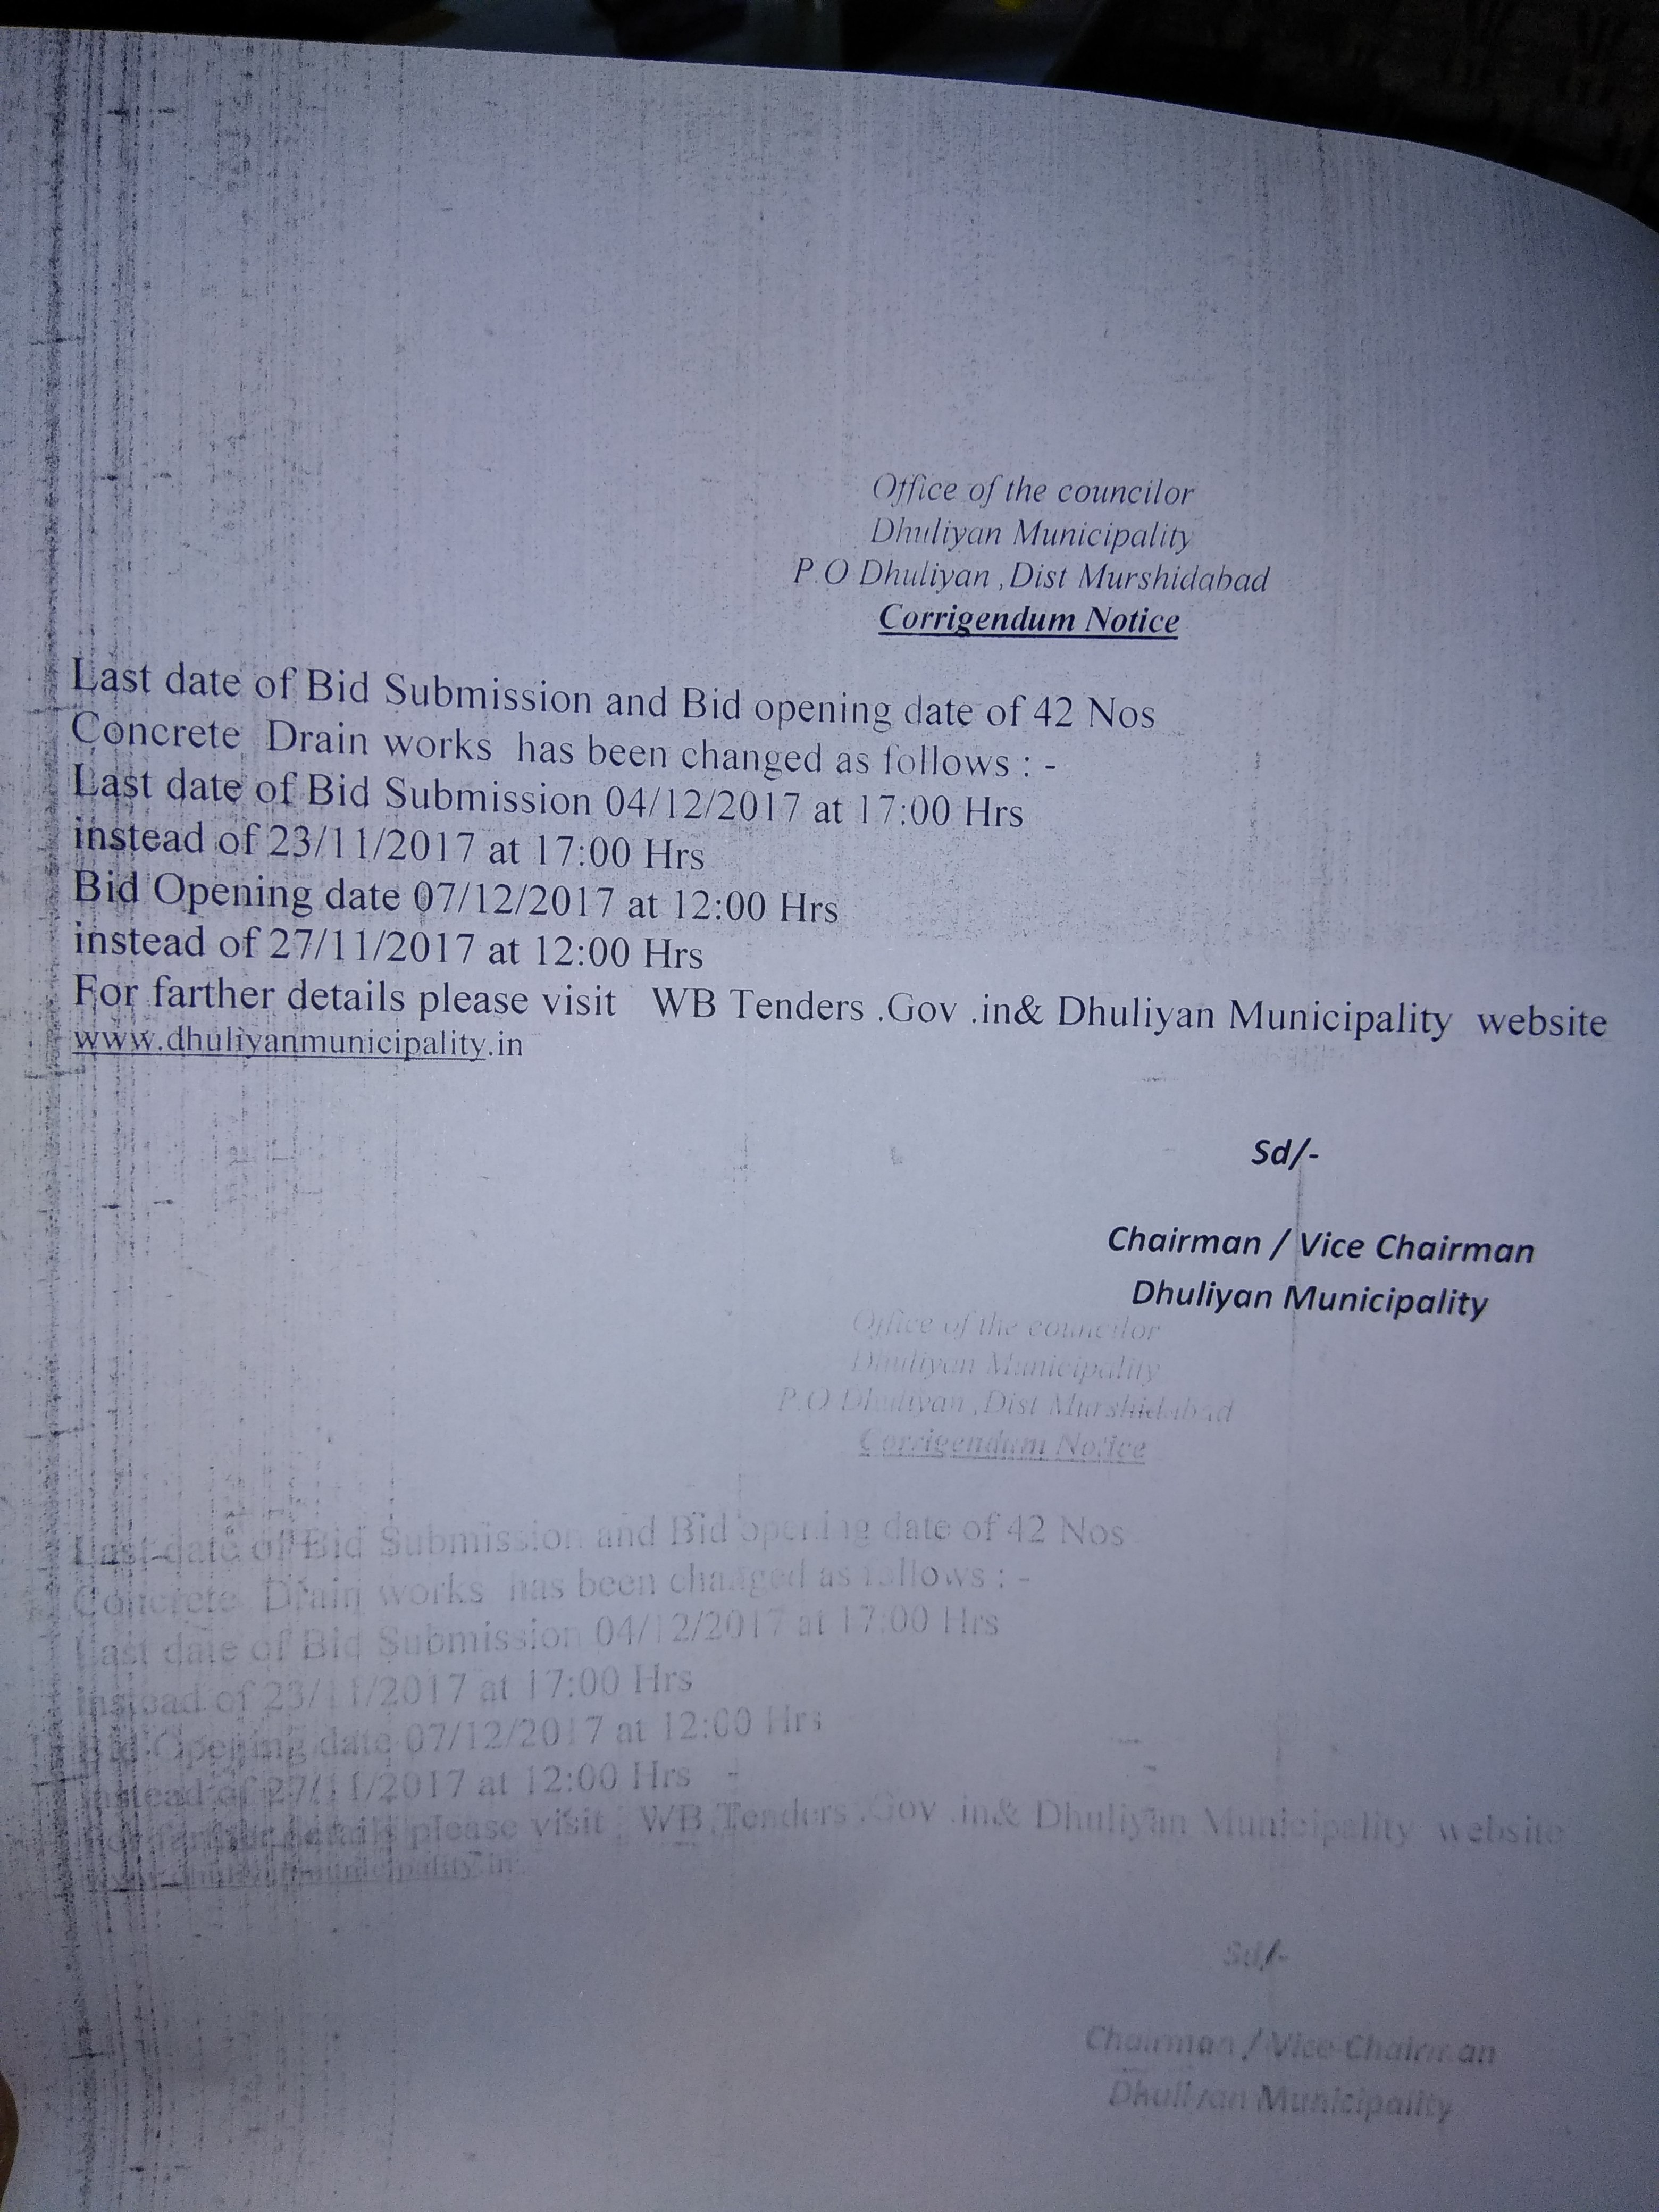 Office of the councilor
Dhuliyan Municipality
P.O Dhuliyan ,Dist Murshidabad
Corrigendum Notice
Last date of Bid Submission and Bid opening date of 42 Nos
Concrete Drain works has been changed as follows : -
Last date of Bid Submission 04/12/2017 at 17:00 Hrs
instead of 23/11/2017 at 17:00 Hrs
Bid Opening date 07/12/2017 at 12:00 Hrs
instead of 27/11/2017 at 12:00 Hrs
For farther details please visit WB Tenders .Gov .in& Dhuliyan Municipality website
www.dhuliyanmunicipality.in
Sd/-
Chairman / Vice Chairman
Dhuliyan Municipality
Office of the councilor
Dhuliyan Municipality
P.O Dhuliyan ,Dist Murshidabad
Corrigendum Notice
Last date of Bid Submission and Bid opening date of 42 Nos
Concrete Drain works has been changed as follows : -
Last date of Bid Submission 04/12/2017 at 17:00 Hrs
instead of 23/11/2017 at 17:00 Hrs
Bid Opening date 07/12/2017 at 12:00 Hrs
instead of 27/11/2017 at 12:00 Hrs
For farther details please visit WB Tenders .Gov .in& Dhuliyan Municipality website
www.dhuliyanmunicipality.in
Sd/-
Chairman / Vice Chairman
Dhuliyan Municipality